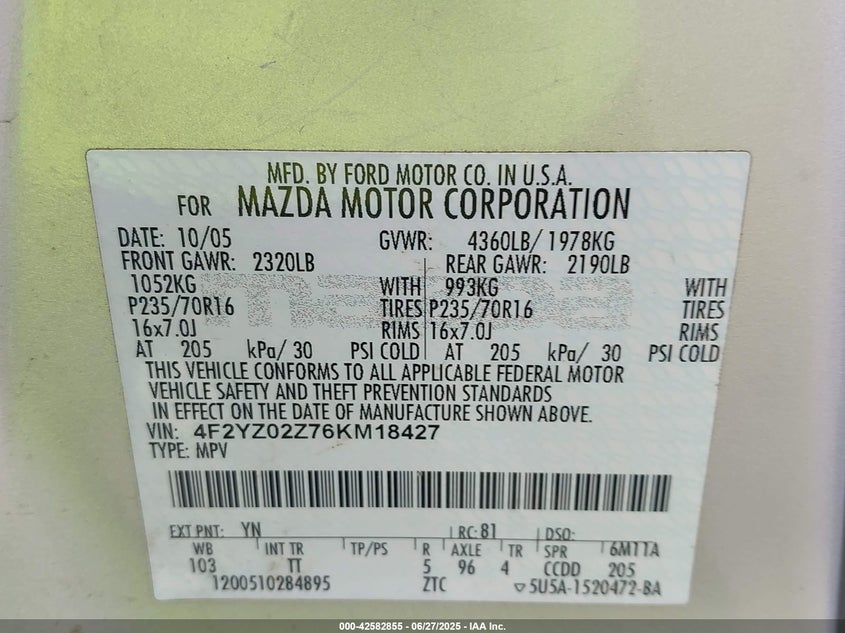 MFD. BY FORD MOTOR CO. IN U.S.A.
FOR MAZDA MOTOR CORPORATION
DATE: 10/05 GVWR: 4360LB/ 1978KG
FRONT GAWR: 2320LB REAR GAWR: 2190LB
1052KG WITH 993KG WITH
P235/70R16 TIRES P235/70R16 TIRES
16x7.0J RIMS 16x7.0J RIMS
AT 205 kPa/ 30 PSI COLD AT 205 kPa/ 30 PSI COLD
THIS VEHICLE CONFORMS TO ALL APPLICABLE FEDERAL MOTOR
VEHICLE SAFETY AND THEFT PREVENTION STANDARDS
IN EFFECT ON THE DATE OF MANUFACTURE SHOWN ABOVE.
VIN: 4F2YZ02Z76KM18427
TYPE: MPV
EXT PNT: YN RC: 81 DSO:
WB INT TR TP/PS R AXLE TR SPR 6M11A
103 TT 5 96 4 CCDD 205
1200510284895 ZTC 5U5A-1520472-BA
000-42582855 | 06/27/2025 - IAA Inc.